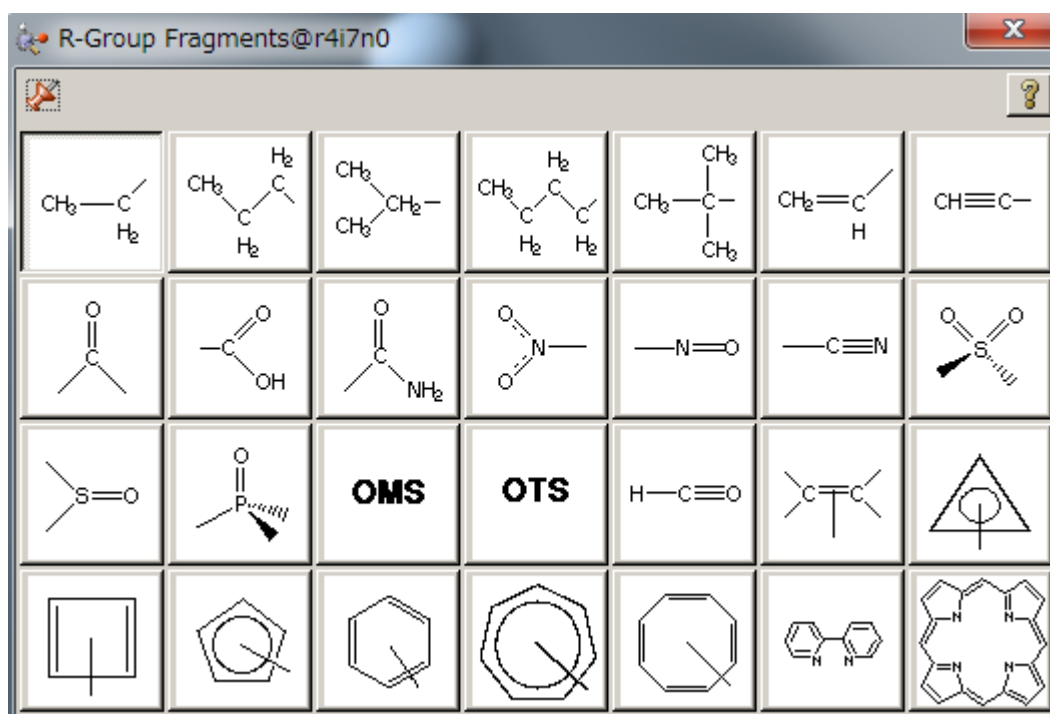 R-Group Fragments@r4i7n0
CH3 C
H2
H2
CH3 C
C
H2
CH3
CH2
CH3
H2
CH3 C
C C
H2 H2
CH3
CH3 C
CH3
CH2 C
H
CH C
O
C
O
C
OH
O
C
NH2
O
N
O
N O
C N
O O
S
S O
O
P
OMS
OTS
H C O
C C
N N
N N
N N